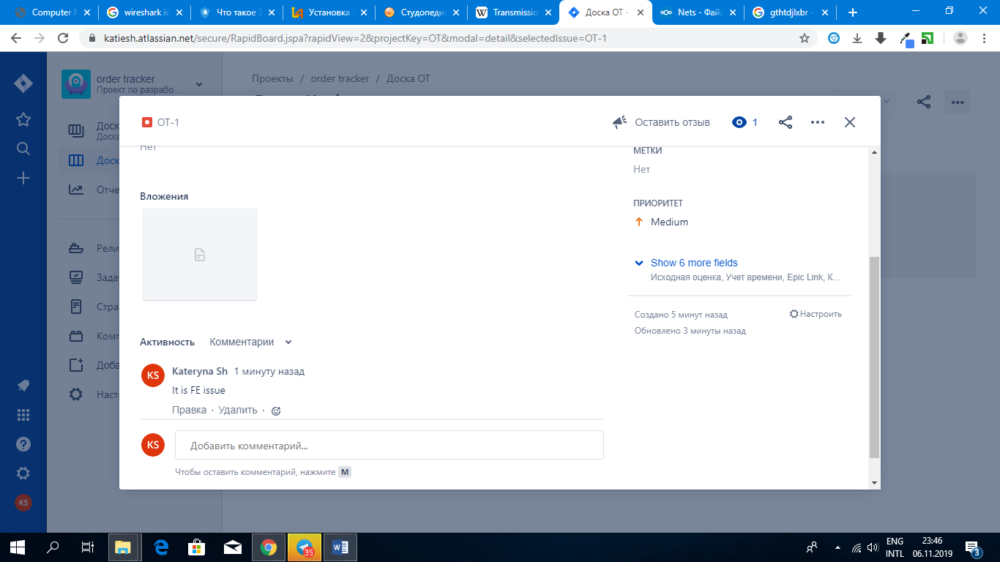 Computer N
wireshark ic
Что такое З
Установка
Студопедия
Transmissio
Доска ОТ -
Nets - Файл
gthtdjlxbr -
katiesh.atlassian.net/secure/RapidBoard.jspa?rapidView=2&projectKey=OT&modal=detail&selectedIssue=OT-1
order tracker
Проект по разрабо...
Проекты / order tracker / Доска ОТ
Доск
Доска
Доск
Отче
Рели
Зада
Стра
Комп
Доба
Наст
KS
OT-1
Оставить отзыв
1
Нет
Вложения
Активность Комментарии
KS
Kateryna Sh 1 минуту назад
It is FE issue
Правка · Удалить ·
KS
Добавить комментарий...
Чтобы оставить комментарий, нажмите M
МЕТКИ
Нет
ПРИОРИТЕТ
Medium
Show 6 more fields
Исходная оценка, Учет времени, Epic Link, К...
Создано 5 минут назад
Настроить
Обновлено 3 минуты назад
35
ENG
INTL
23:46
06.11.2019
3